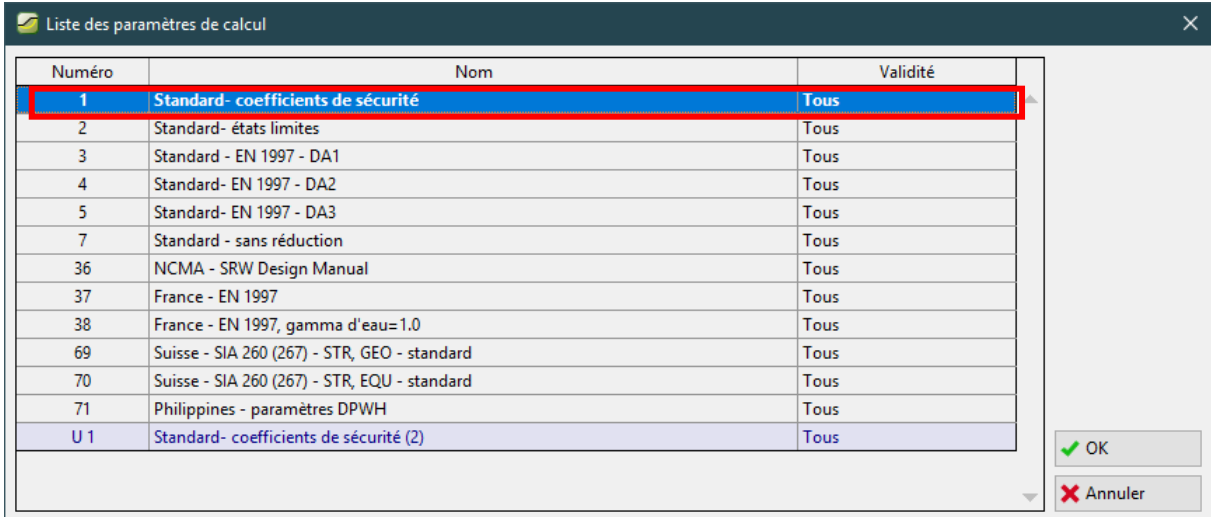 Liste des paramètres de calcul
Numéro Nom Validité
1 Standard- coefficients de sécurité Tous
2 Standard- états limites Tous
3 Standard - EN 1997 - DA1 Tous
4 Standard- EN 1997 - DA2 Tous
5 Standard- EN 1997 - DA3 Tous
7 Standard - sans réduction Tous
36 NCMA - SRW Design Manual Tous
37 France - EN 1997 Tous
38 France - EN 1997, gamma d'eau=1.0 Tous
69 Suisse - SIA 260 (267) - STR, GEO - standard Tous
70 Suisse - SIA 260 (267) - STR, EQU - standard Tous
71 Philippines - paramètres DPWH Tous
U 1 Standard- coefficients de sécurité (2) Tous
OK
Annuler